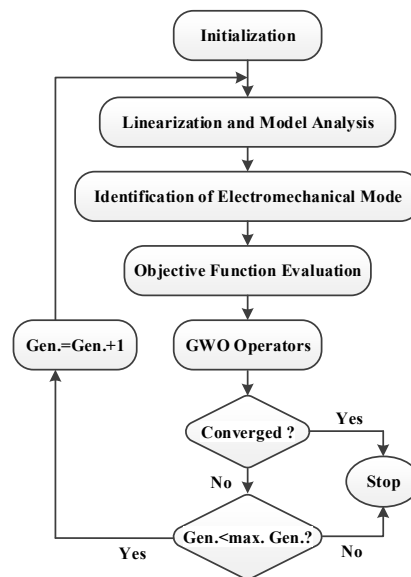 Initialization
Linearization and Model Analysis
Identification of Electromechanical Mode
Objective Function Evaluation
Gen.=Gen.+1
GWO Operators
Converged ?
Yes
No
Stop
Gen.<max. Gen.?
Yes
No